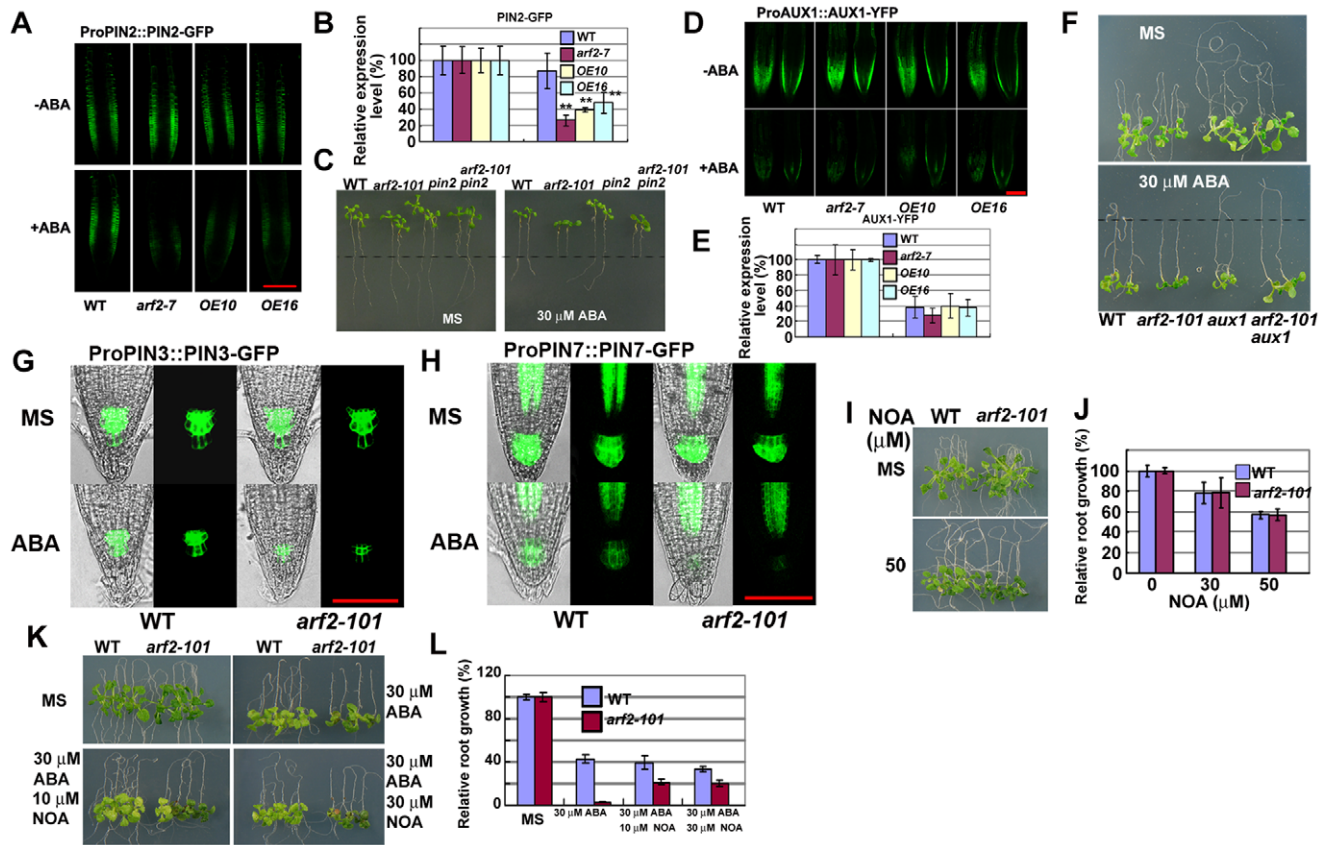 A
ProPIN2::PIN2-GFP
-ABA
+ABA
WT arf2-7 OE10 OE16
B
PIN2-GFP
Relative expression level (%)
100
80
60
40
20
0
WT
arf2-7
OE10
OE16
** ** **
C
WT arf2-101 pin2 arf2-101 pin2
WT arf2-101 pin2 arf2-101 pin2
MS
30 μM ABA
D
ProAUX1::AUX1-YFP
-ABA
+ABA
WT arf2-7 OE10 OE16
E
AUX1-YFP
Relative expression level (%)
100
80
60
40
20
0
WT
arf2-7
OE10
OE16
F
MS
30 μM ABA
WT arf2-101 aux1 arf2-101 aux1
G
ProPIN3::PIN3-GFP
MS
ABA
WT arf2-101
H
ProPIN7::PIN7-GFP
MS
ABA
WT arf2-101
I
NOA (μM)
WT arf2-101
MS
50
J
Relative root growth (%)
100
80
60
40
20
0
WT
arf2-101
0 30 50
NOA (μM)
K
WT arf2-101 WT arf2-101
MS
30 μM ABA
30 μM ABA 10 μM NOA
30 μM ABA 30 μM NOA
L
Relative root growth (%)
120
80
40
0
WT
arf2-101
MS
30 μM ABA
30 μM ABA 10 μM NOA
30 μM ABA 30 μM NOA